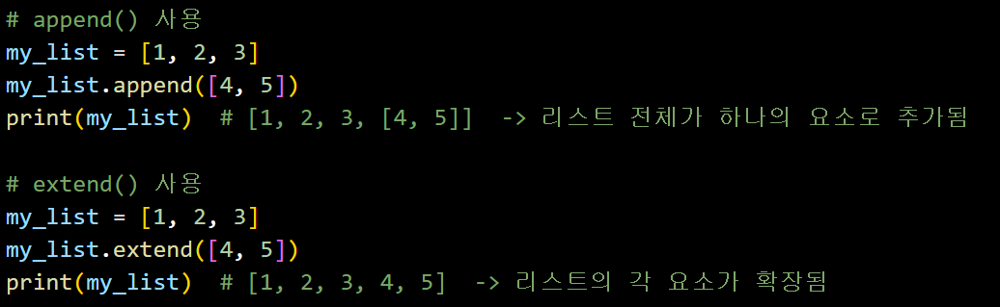 # append() 사용
my_list = [1, 2, 3]
my_list.append([4, 5])
print(my_list)  # [1, 2, 3, [4, 5]]  -> 리스트 전체가 하나의 요소로 추가됨
# extend() 사용
my_list = [1, 2, 3]
my_list.extend([4, 5])
print(my_list)  # [1, 2, 3, 4, 5]  -> 리스트의 각 요소가 확장됨